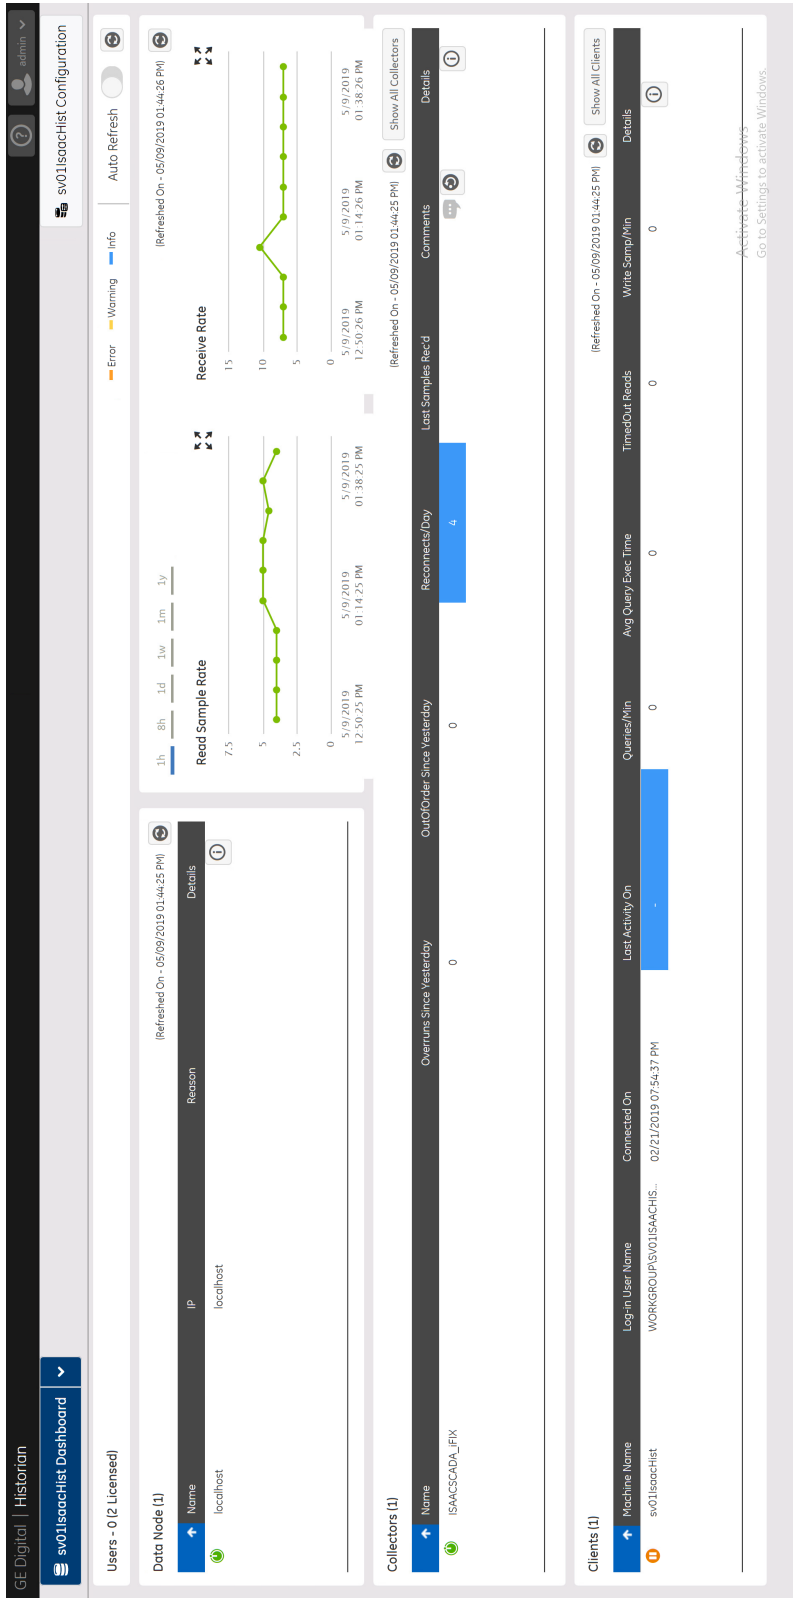 GE Digital | Historian
admin
sv01IsaacHist Dashboard
sv01IsaacHist Configuration
Users - 0 (2 Licensed)
Error
Warning
Info
Auto Refresh
Data Node (1)
(Refreshed On - 05/09/2019 01:44:25 PM)
Name IP Reason Details
localhost localhost
1h 8h 1d 1w 1m 1y
(Refreshed On - 05/09/2019 01:44:26 PM)
Read Sample Rate
7.5
5
2.5
0
5/9/2019 5/9/2019 5/9/2019
12:50:25 PM 01:14:25 PM 01:38:25 PM
Receive Rate
15
10
5
0
5/9/2019 5/9/2019 5/9/2019
12:50:26 PM 01:14:26 PM 01:38:26 PM
Collectors (1)
(Refreshed On - 05/09/2019 01:44:25 PM)
Show All Collectors
Name Overruns Since Yesterday OutOfOrder Since Yesterday Reconnects/Day Last Samples Rec'd Comments Details
ISAACSCADA_iFIX 0 0 4
Clients (1)
(Refreshed On - 05/09/2019 01:44:25 PM)
Show All Clients
Machine Name Log-in User Name Connected On Last Activity On Queries/Min Avg Query Exec Time TimedOut Reads Write Samp/Min Details
sv01IsaacHist WORKGROUP\SV01ISAACHIS... 02/21/2019 07:54:37 PM - 0 0 0 0
Activate Windows
Go to Settings to activate Windows.